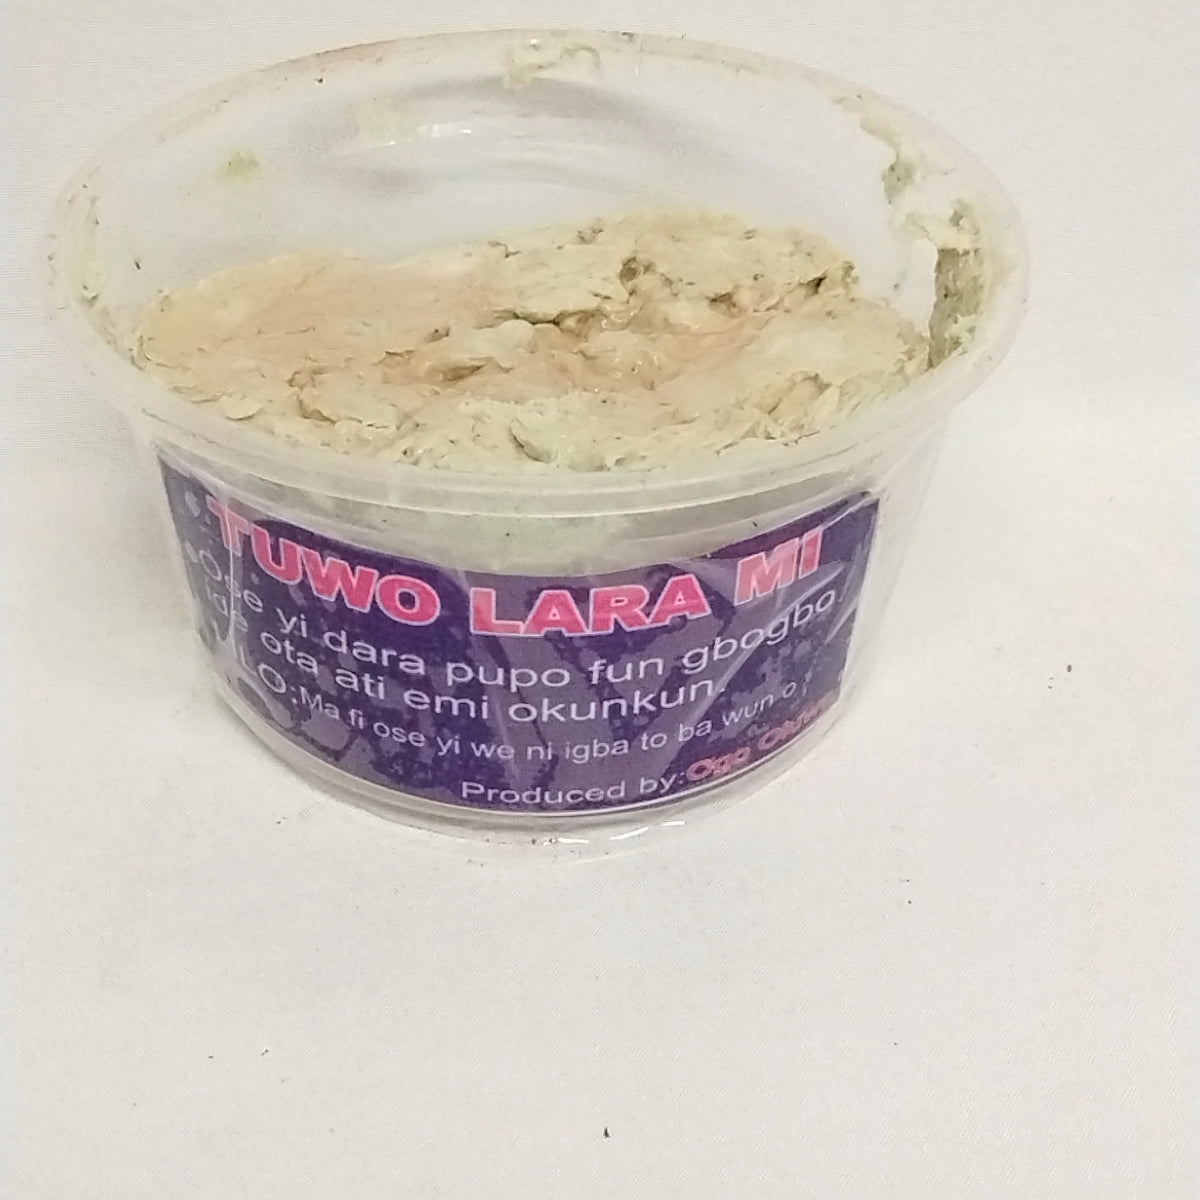 TUWO LARA MI
Ose yi dara pupo fun gbogbo
ide ota ati emi okunkun.
LO:Ma fi ose yi we ni igba to ba wun o
Produced by: Ogo